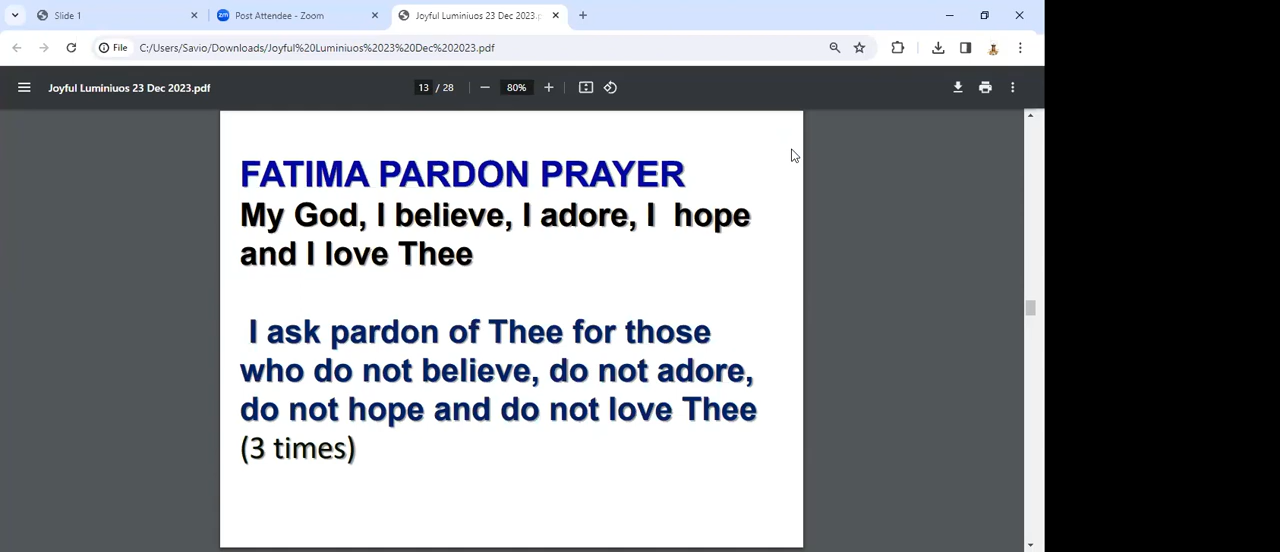 Slide 1
zm Post Attendee - Zoom
Joyful Luminiuos 23 Dec 2023.p
File C:/Users/Savio/Downloads/Joyful%20Luminiuos%2023%20Dec%202023.pdf
Joyful Luminiuos 23 Dec 2023.pdf
13 / 28
80%
FATIMA PARDON PRAYER
My God, I believe, I adore, I hope
and I love Thee
I ask pardon of Thee for those
who do not believe, do not adore,
do not hope and do not love Thee
(3 times)